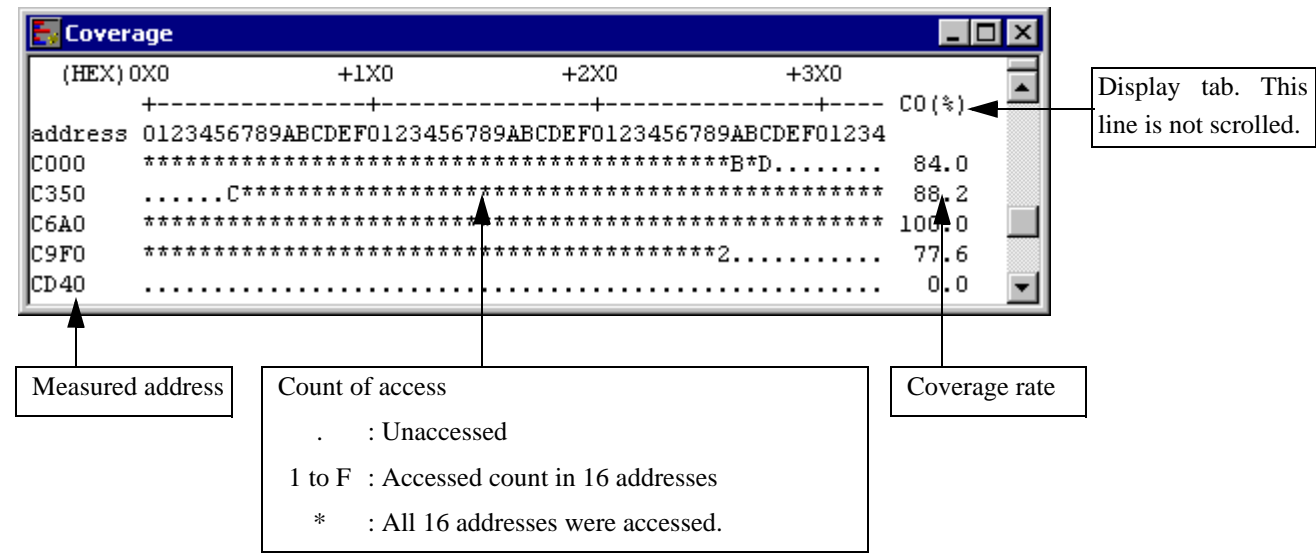 Coverage
(HEX) 0X0 +1X0 +2X0 +3X0
+---------------+---------------+---------------+---- C0(%)
address 0123456789ABCDEF0123456789ABCDEF0123456789ABCDEF01234
C000 ******************************************B*D........ 84.0
C350 ......C********************************************** 88.2
C6A0 ***************************************************** 100.0
C9F0 *****************************************2........... 77.6
CD40 ..................................................... 0.0
Display tab. This
line is not scrolled.
Measured address
Count of access
. : Unaccessed
1 to F : Accessed count in 16 addresses
* : All 16 addresses were accessed.
Coverage rate